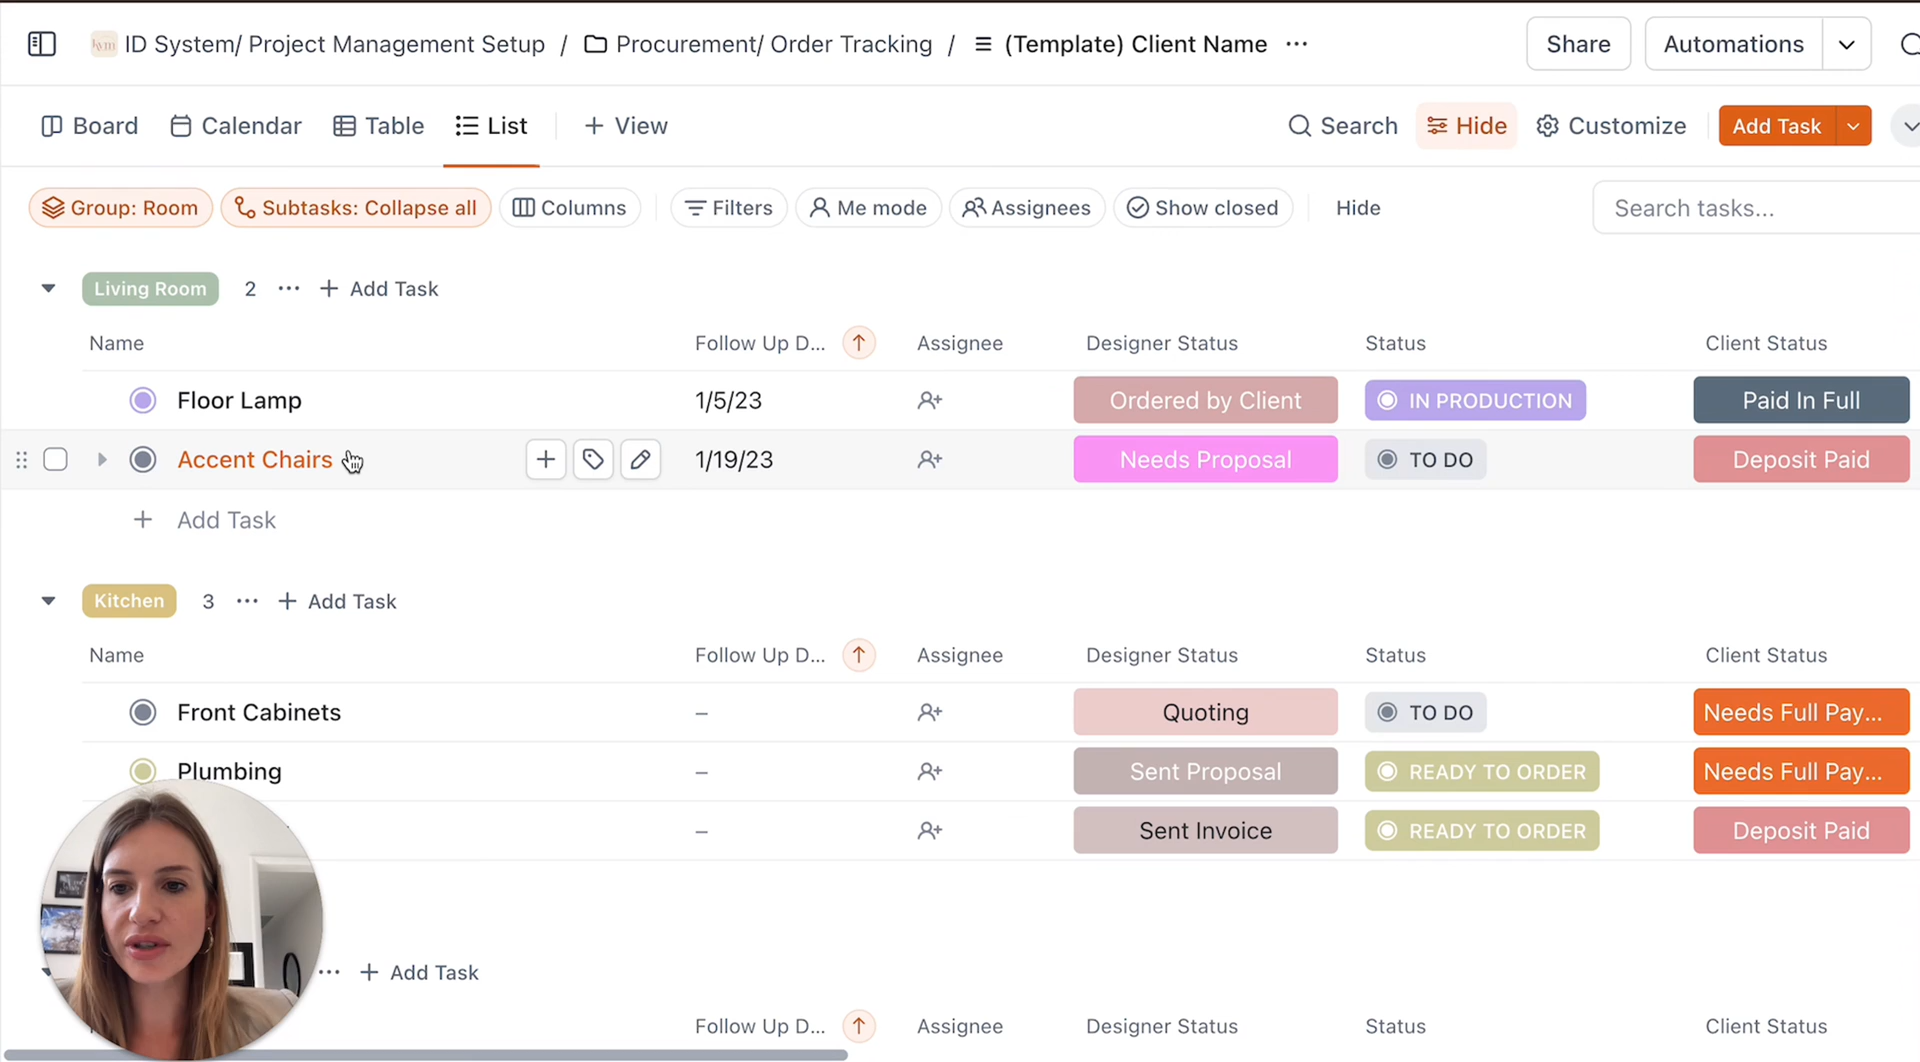 ID System/ Project Management Setup / Procurement/ Order Tracking / (Template) Client Name ... Share Automations
Board Calendar Table List + View Search Hide Customize Add Task
Group: Room Subtasks: Collapse all Columns Filters Me mode Assignees Show closed Hide Search tasks...
Living Room 2 ... + Add Task
Name Follow Up D... Assignee Designer Status Status Client Status
Floor Lamp 1/5/23 Ordered by Client IN PRODUCTION Paid In Full
Accent Chairs 1/19/23 Needs Proposal TO DO Deposit Paid
+ Add Task
Kitchen 3 ... + Add Task
Name Follow Up D... Assignee Designer Status Status Client Status
Front Cabinets – Quoting TO DO Needs Full Pay...
Plumbing – Sent Proposal READY TO ORDER Needs Full Pay...
– Sent Invoice READY TO ORDER Deposit Paid
... + Add Task
Follow Up D... Assignee Designer Status Status Client Status